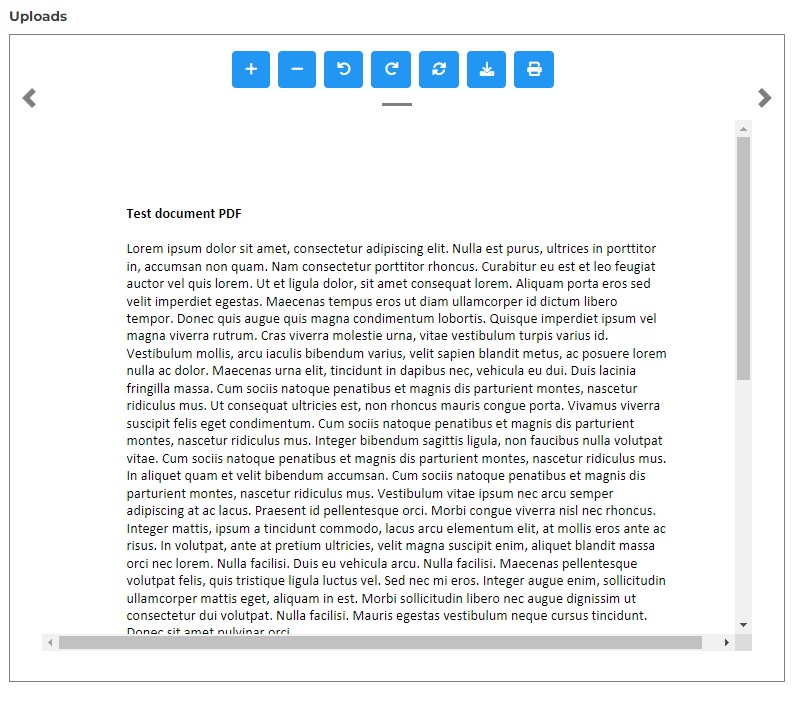 Uploads
Test document PDF
Lorem ipsum dolor sit amet, consectetur adipiscing elit. Nulla est purus, ultrices in porttitor
in, accumsan non quam. Nam consectetur porttitor rhoncus. Curabitur eu est et leo feugiat
auctor vel quis lorem. Ut et ligula dolor, sit amet consequat lorem. Aliquam porta eros sed
velit imperdiet egestas. Maecenas tempus eros ut diam ullamcorper id dictum libero
tempor. Donec quis augue quis magna condimentum lobortis. Quisque imperdiet ipsum vel
magna viverra rutrum. Cras viverra molestie urna, vitae vestibulum turpis varius id.
Vestibulum mollis, arcu iaculis bibendum varius, velit sapien blandit metus, ac posuere lorem
nulla ac dolor. Maecenas urna elit, tincidunt in dapibus nec, vehicula eu dui. Duis lacinia
fringilla massa. Cum sociis natoque penatibus et magnis dis parturient montes, nascetur
ridiculus mus. Ut consequat ultricies est, non rhoncus mauris congue porta. Vivamus viverra
suscipit felis eget condimentum. Cum sociis natoque penatibus et magnis dis parturient
montes, nascetur ridiculus mus. Integer bibendum sagittis ligula, non faucibus nulla volutpat
vitae. Cum sociis natoque penatibus et magnis dis parturient montes, nascetur ridiculus mus.
In aliquet quam et velit bibendum accumsan. Cum sociis natoque penatibus et magnis dis
parturient montes, nascetur ridiculus mus. Vestibulum vitae ipsum nec arcu semper
adipiscing at ac lacus. Praesent id pellentesque orci. Morbi congue viverra nisl nec rhoncus.
Integer mattis, ipsum a tincidunt commodo, lacus arcu elementum elit, at mollis eros ante ac
risus. In volutpat, ante at pretium ultricies, velit magna suscipit enim, aliquet blandit massa
orci nec lorem. Nulla facilisi. Duis eu vehicula arcu. Nulla facilisi. Maecenas pellentesque
volutpat felis, quis tristique ligula luctus vel. Sed nec mi eros. Integer augue enim, sollicitudin
ullamcorper mattis eget, aliquam in est. Morbi sollicitudin libero nec augue dignissim ut
consectetur dui volutpat. Nulla facilisi. Mauris egestas vestibulum neque cursus tincidunt.
Donec sit amet pulvinar orci.